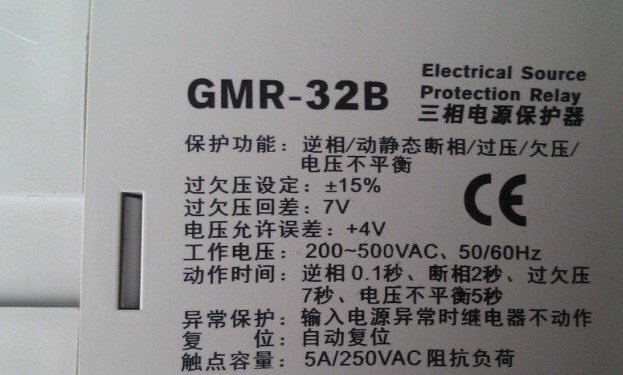 GMR-32B
Electrical Source
Protection Relay
三相电源保护器
保护功能：逆相/动静态断相/过压/欠压/
电压不平衡
过欠压设定：±15%
过欠压回差：7V
电压允许误差：+4V
CE
工作电压：200~500VAC、50/60Hz
动作时间：逆相0.1秒、断相2秒、过欠压
7秒、电压不平衡5秒
异常保护：输入电源异常时继电器不动作
复　　位：自动复位
触点容量：5A/250VAC阻抗负荷